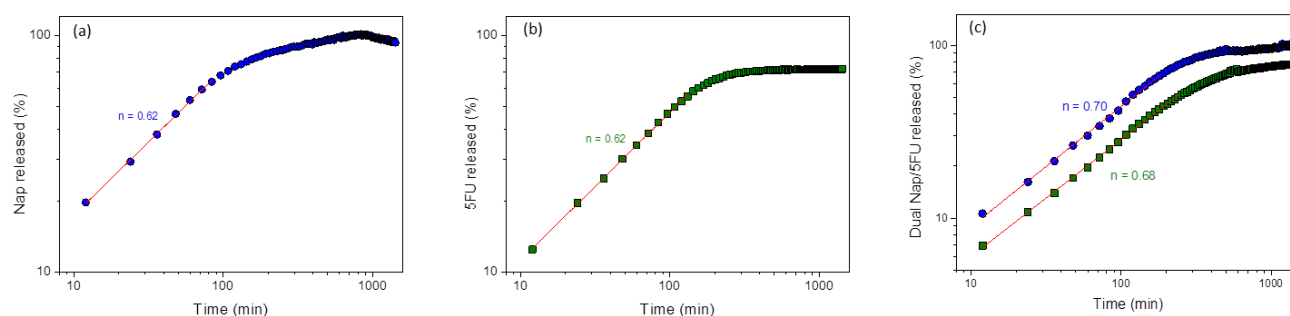 (a)
Nap released (%)
100
10
n = 0.62
10
100
1000
Time (min)
(b)
5FU released (%)
100
10
n = 0.62
10
100
1000
Time (min)
(c)
Dual Nap/5FU released (%)
100
10
n = 0.70
n = 0.68
10
100
1000
Time (min)